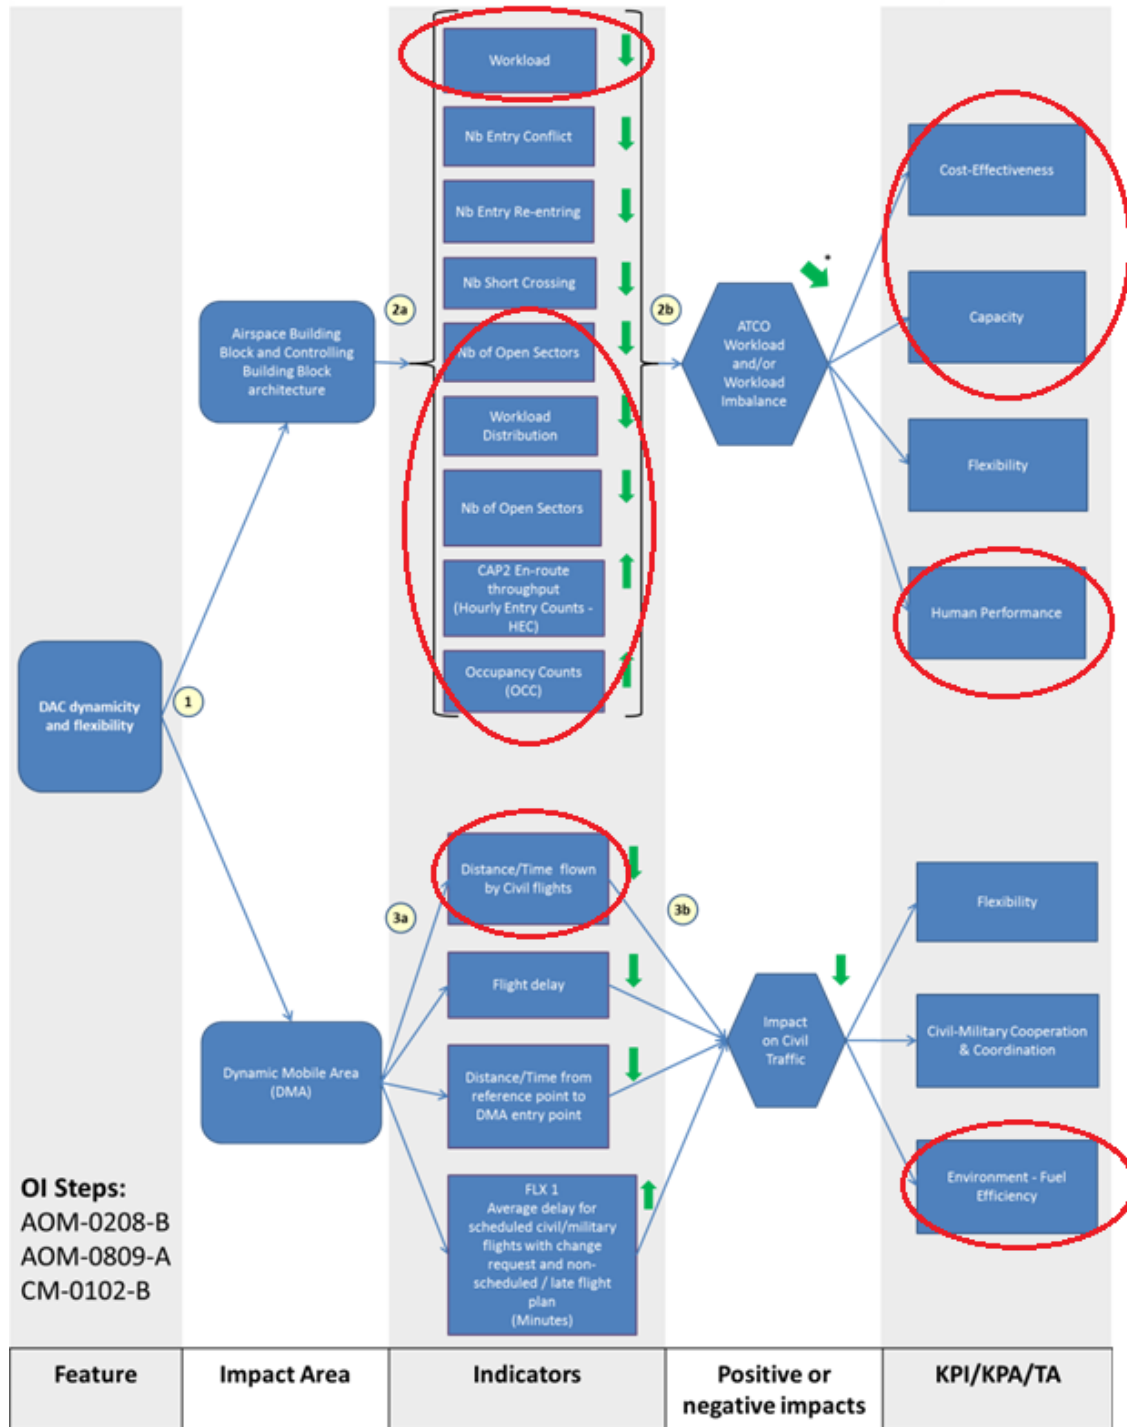 Workload
Nb Entry Conflict
Nb Entry Re-entring
Nb Short Crossing
Nb of Open Sectors
Workload
Distribution
Nb of Open Sectors
CAP2 En-route
throughput
(Hourly Entry Counts -
HEC)
Occupancy Counts
(OCC)
2a
2b
Airspace Building
Block and Controlling
Building Block
architecture
ATCO
Workload
and/or
Workload
Imbalance
*
Cost-Effectiveness
Capacity
Flexibility
Human Performance
DAC dynamicity
and flexibility
1
Distance/Time flown
by Civil flights
Flight delay
Distance/Time from
reference point to
DMA entry point
FLX 1
Average delay for
scheduled civil/military
flights with change
request and non-
scheduled / late flight
plan
(Minutes)
3a
3b
Dynamic Mobile Area
(DMA)
Impact
on Civil
Traffic
Flexibility
Civil-Military Cooperation
& Coordination
Environment - Fuel
Efficiency
OI Steps:
AOM-0208-B
AOM-0809-A
CM-0102-B
Feature
Impact Area
Indicators
Positive or
negative impacts
KPI/KPA/TA